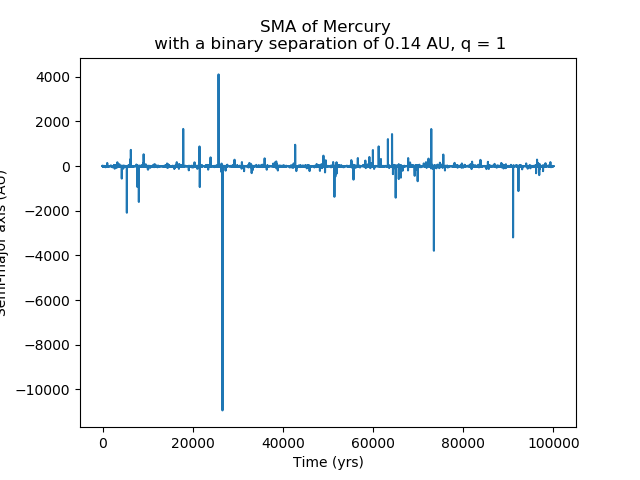 SMA of Mercury
with a binary separation of 0.14 AU, q = 1
4000
2000
0
−2000
−4000
−6000
−8000
−10000
Semi-major axis (AU)
0 20000 40000 60000 80000 100000
Time (yrs)